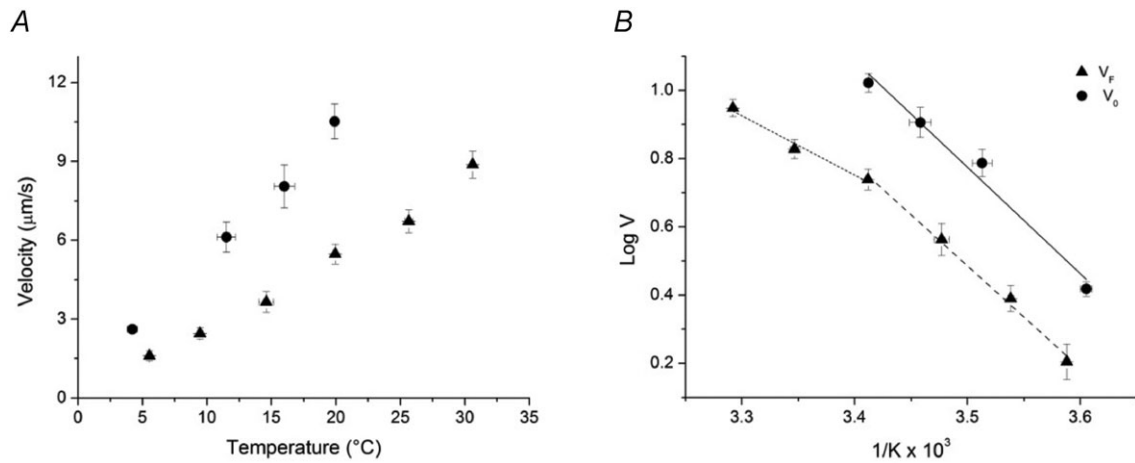 A
B
12
9
6
3
0
Velocity (μm/s)
0 5 10 15 20 25 30 35
Temperature (°C)
1.0
0.8
0.6
0.4
0.2
Log V
3.3 3.4 3.5 3.6
1/K x 10³
V_F
V_0